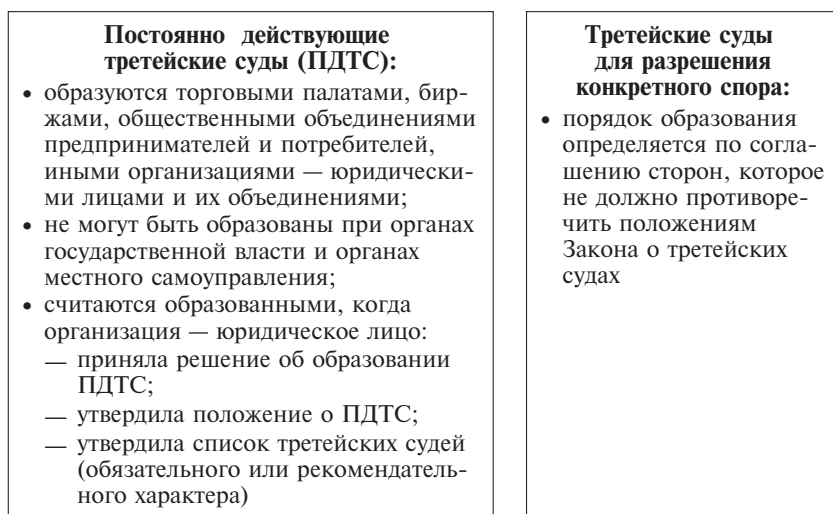 Постоянно действующие
третейские суды (ПДТС):
• образуются торговыми палатами, бир-
жами, общественными объединениями
предпринимателей и потребителей,
иными организациями — юридически-
ми лицами и их объединениями;
• не могут быть образованы при органах
государственной власти и органах
местного самоуправления;
• считаются образованными, когда
организация — юридическое лицо:
— приняла решение об образовании
ПДТС;
— утвердила положение о ПДТС;
— утвердила список третейских судей
(обязательного или рекомендатель-
ного характера)
Третейские суды
для разрешения
конкретного спора:
• порядок образования
определяется по согла-
шению сторон, которое
не должно противоре-
чить положениям
Закона о третейских
судах